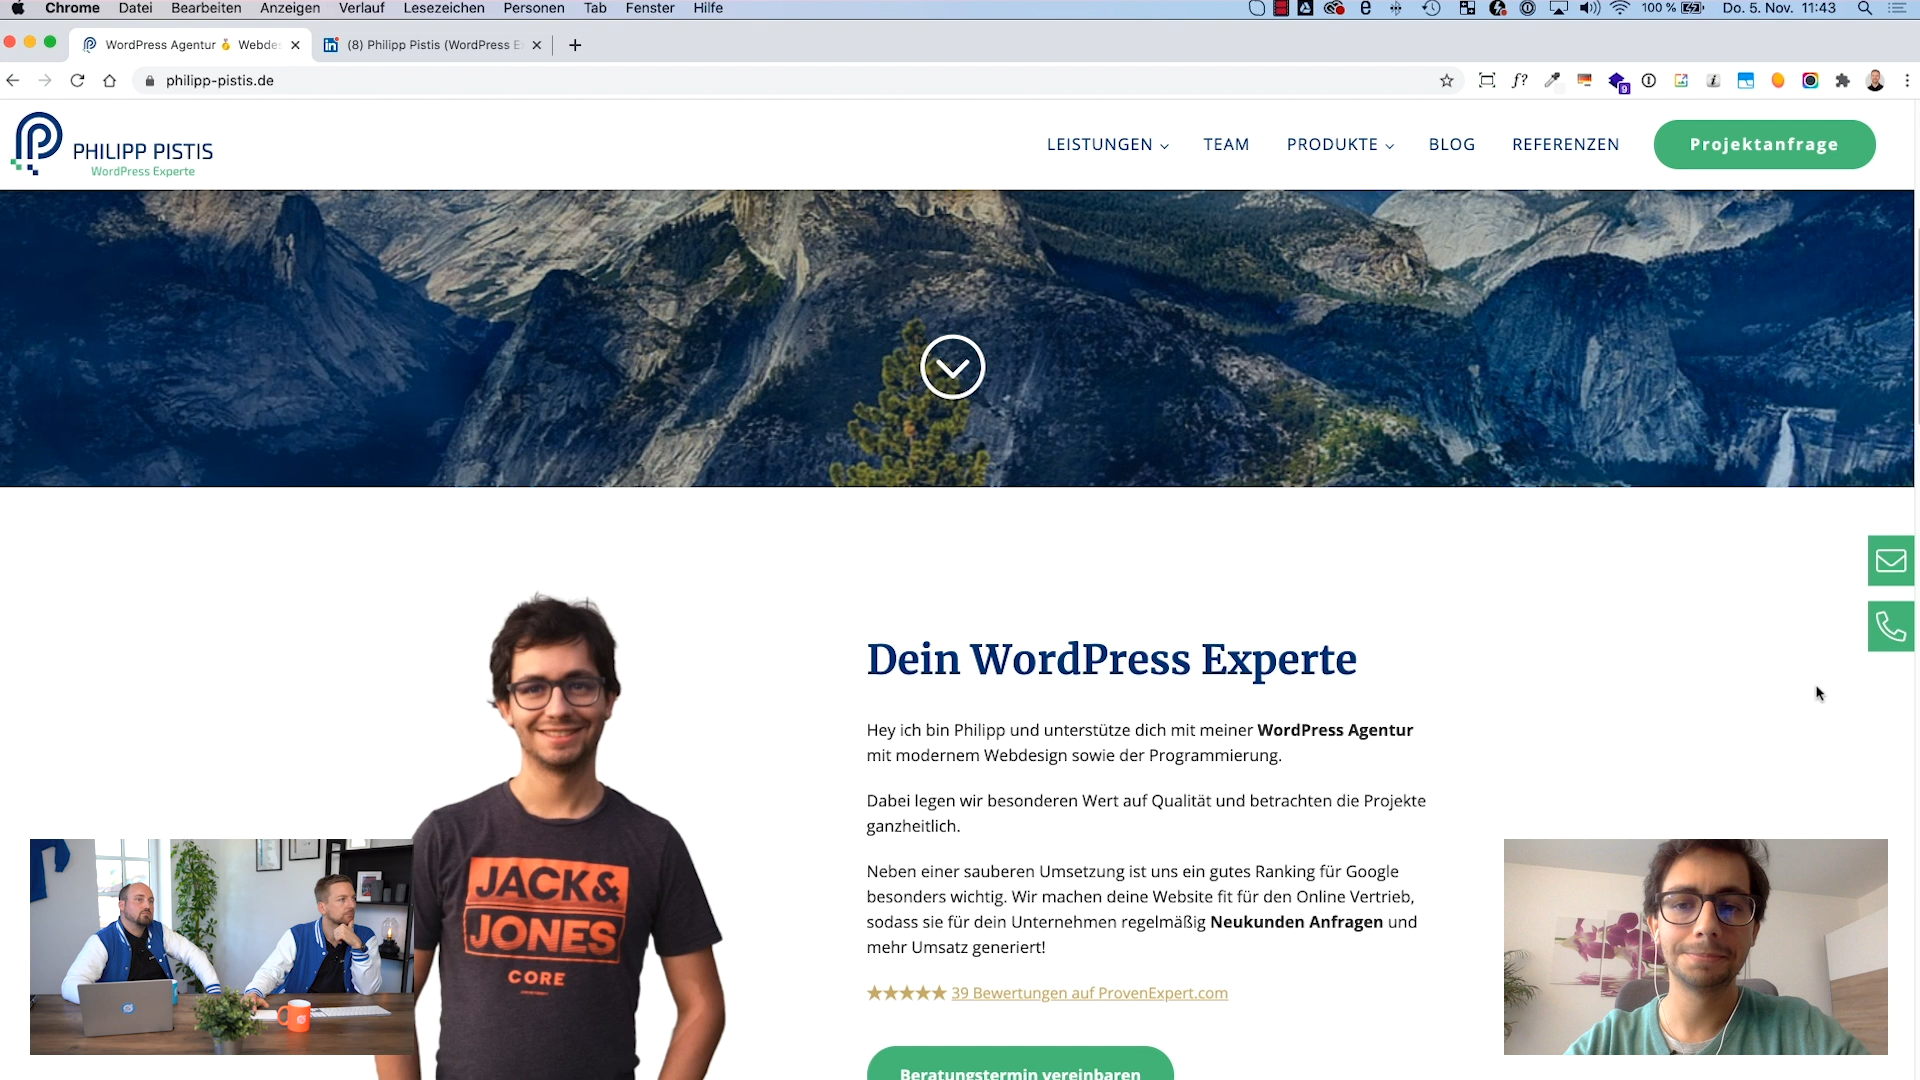 Chrome Datei Bearbeiten Anzeigen Verlauf Lesezeichen Personen Tab Fenster Hilfe
100 % Do. 5. Nov. 11:43
WordPress Agentur 🥇 Webde
(8) Philipp Pistis (WordPress E
philipp-pistis.de
f?
9
PHILIPP PISTIS
WordPress Experte
LEISTUNGEN
TEAM
PRODUKTE
BLOG
REFERENZEN
Projektanfrage
JACK&
JONES
CORE
Dein WordPress Experte
Hey ich bin Philipp und unterstütze dich mit meiner WordPress Agentur
mit modernem Webdesign sowie der Programmierung.
Dabei legen wir besonderen Wert auf Qualität und betrachten die Projekte
ganzheitlich.
Neben einer sauberen Umsetzung ist uns ein gutes Ranking für Google
besonders wichtig. Wir machen deine Website fit für den Online Vertrieb,
sodass sie für dein Unternehmen regelmäßig Neukunden Anfragen und
mehr Umsatz generiert!
★★★★★ 39 Bewertungen auf ProvenExpert.com
Beratungstermin vereinbaren